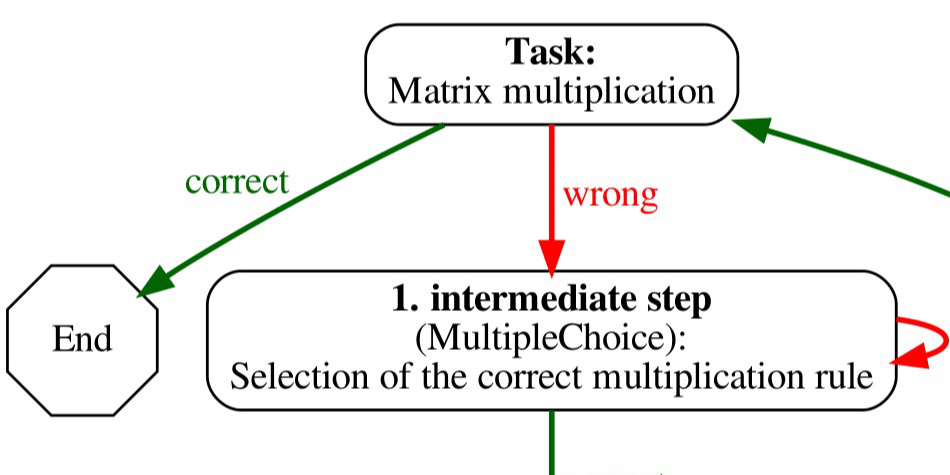 Task:
Matrix multiplication
correct
wrong
1. intermediate step
(MultipleChoice):
Selection of the correct multiplication rule
End